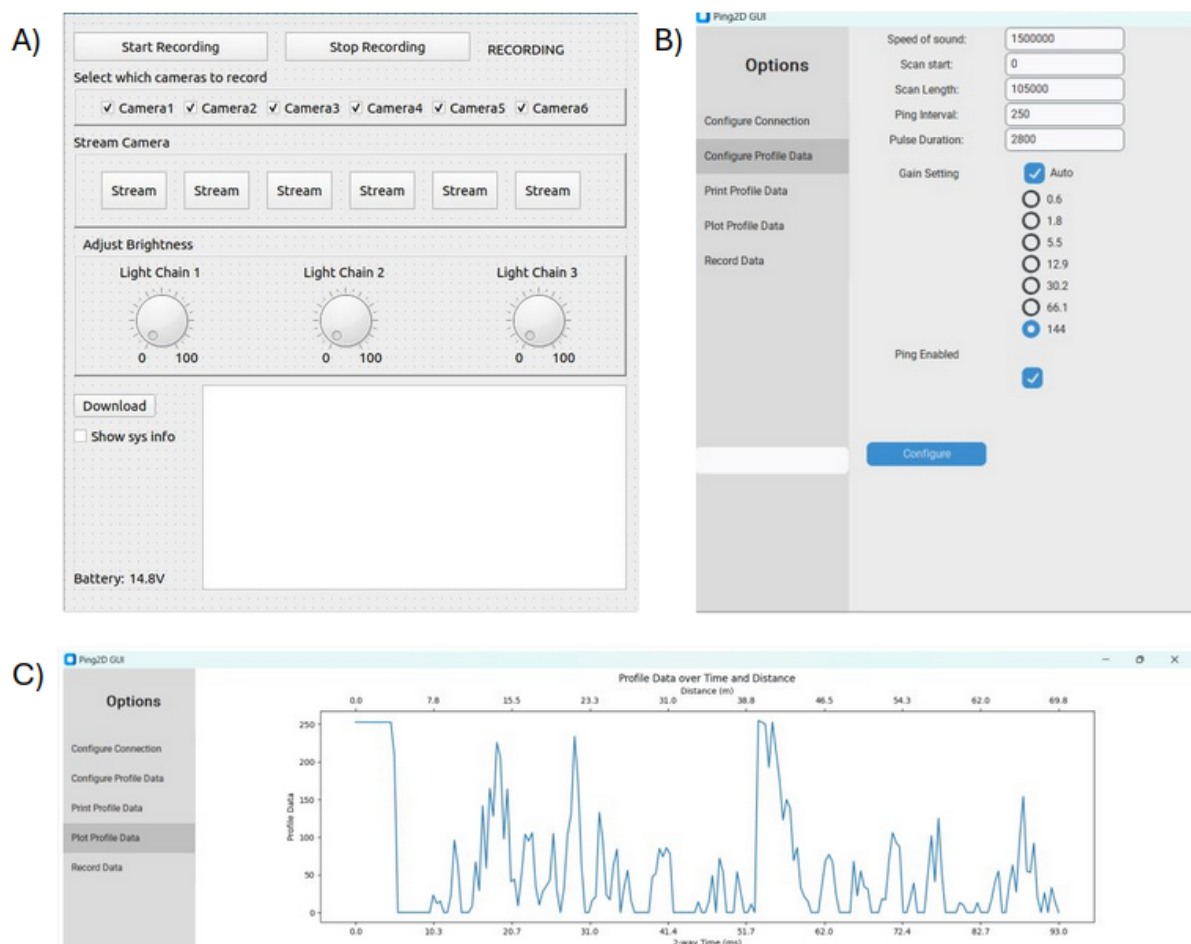 A)
Start Recording Stop Recording RECORDING
Select which cameras to record
Camera1 Camera2 Camera3 Camera4 Camera5 Camera6
Stream Camera
Stream Stream Stream Stream Stream Stream
Adjust Brightness
Light Chain 1 Light Chain 2 Light Chain 3
0 100 0 100 0 100
Download
Show sys info
Battery: 14.8V
B)
Ping2D GUI
Options
Configure Connection
Configure Profile Data
Print Profile Data
Plot Profile Data
Record Data
Speed of sound: 1500000
Scan start: 0
Scan Length: 105000
Ping Interval: 250
Pulse Duration: 2800
Gain Setting Auto
0.6
1.8
5.5
12.9
30.2
66.1
144
Ping Enabled
Configure
C)
Ping2D GUI
Options
Configure Connection
Configure Profile Data
Print Profile Data
Plot Profile Data
Record Data
Profile Data over Time and Distance
Distance (m)
0.0 7.8 15.5 23.3 31.0 38.8 46.5 54.3 62.0 69.8
250
200
150
100
50
0
Profile Data
0.0 10.3 20.7 31.0 41.4 51.7 62.0 72.4 82.7 93.0
2-way Time (ms)